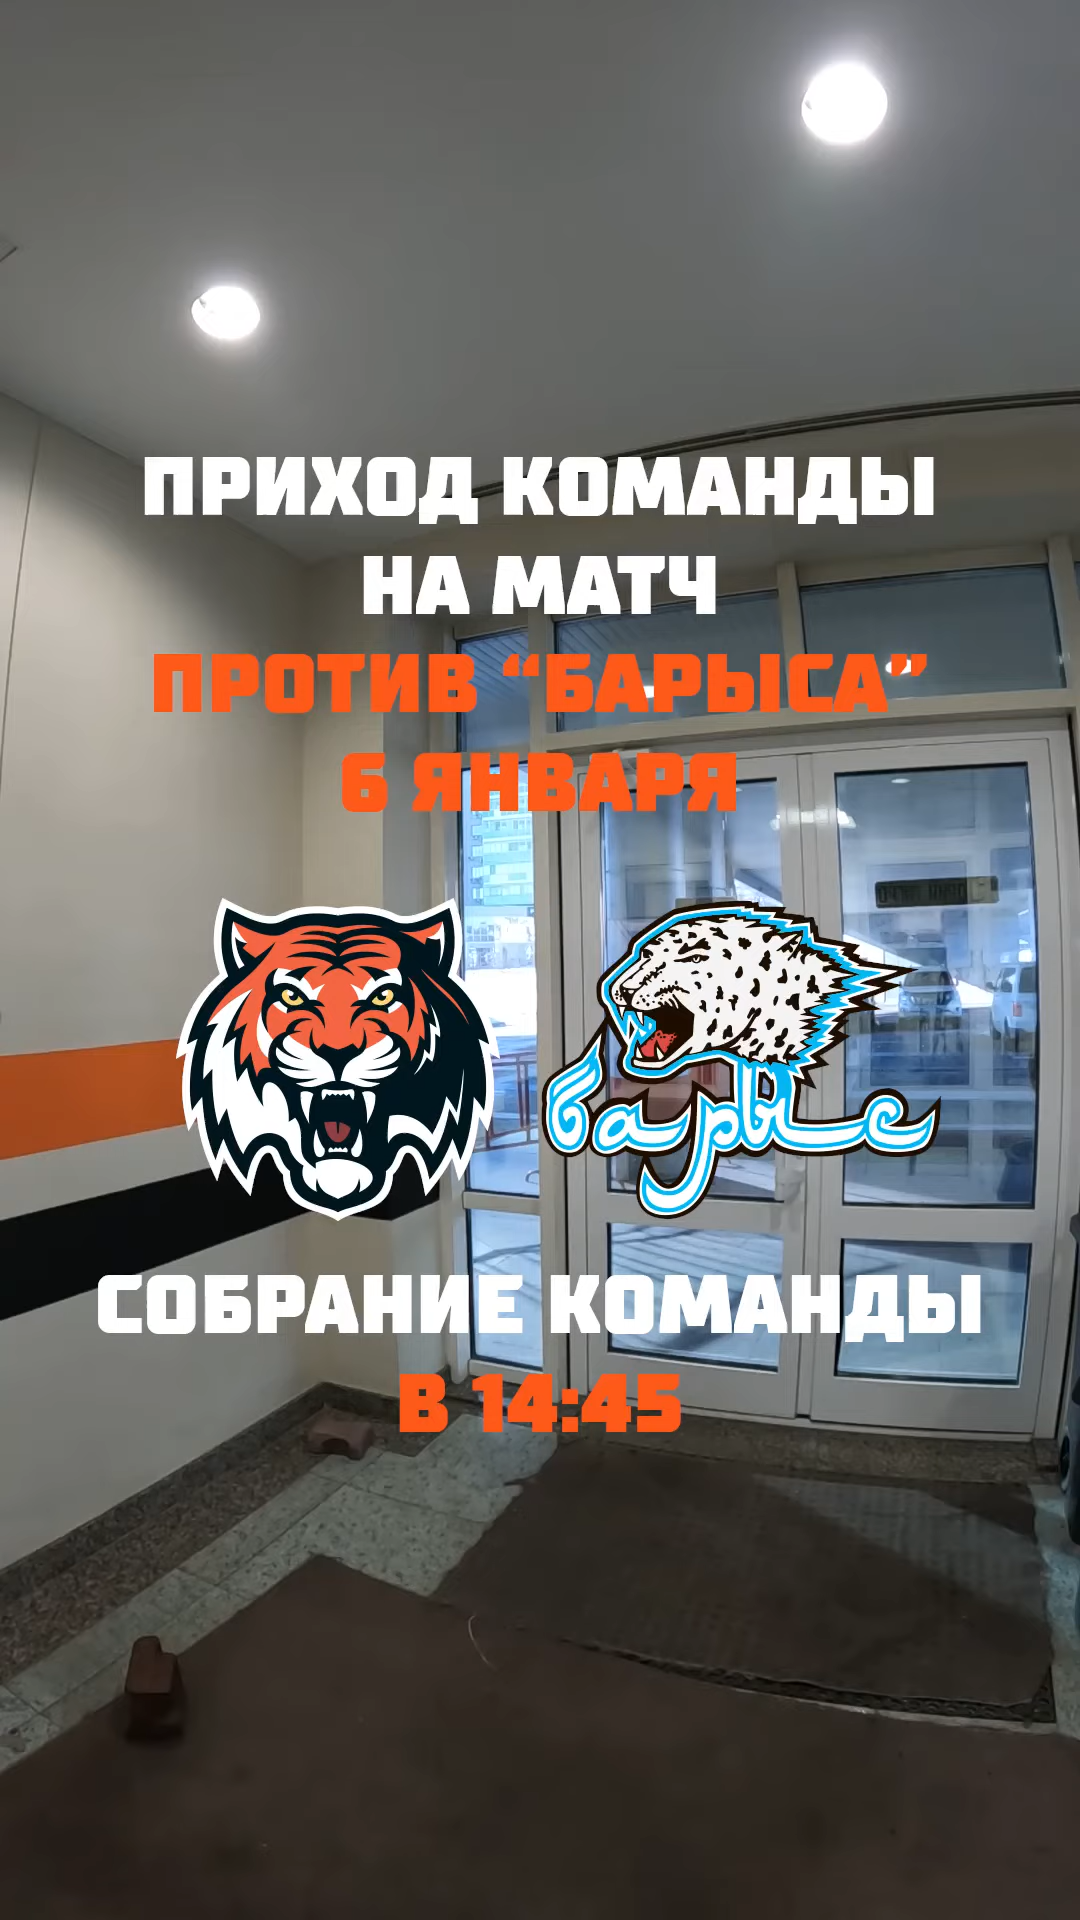 ПРИХОД КОМАНДЫ
НА МАТЧ
ПРОТИВ “БАРЫСА”
6 ЯНВАРЯ
барыс
СОБРАНИЕ КОМАНДЫ
В 14:45